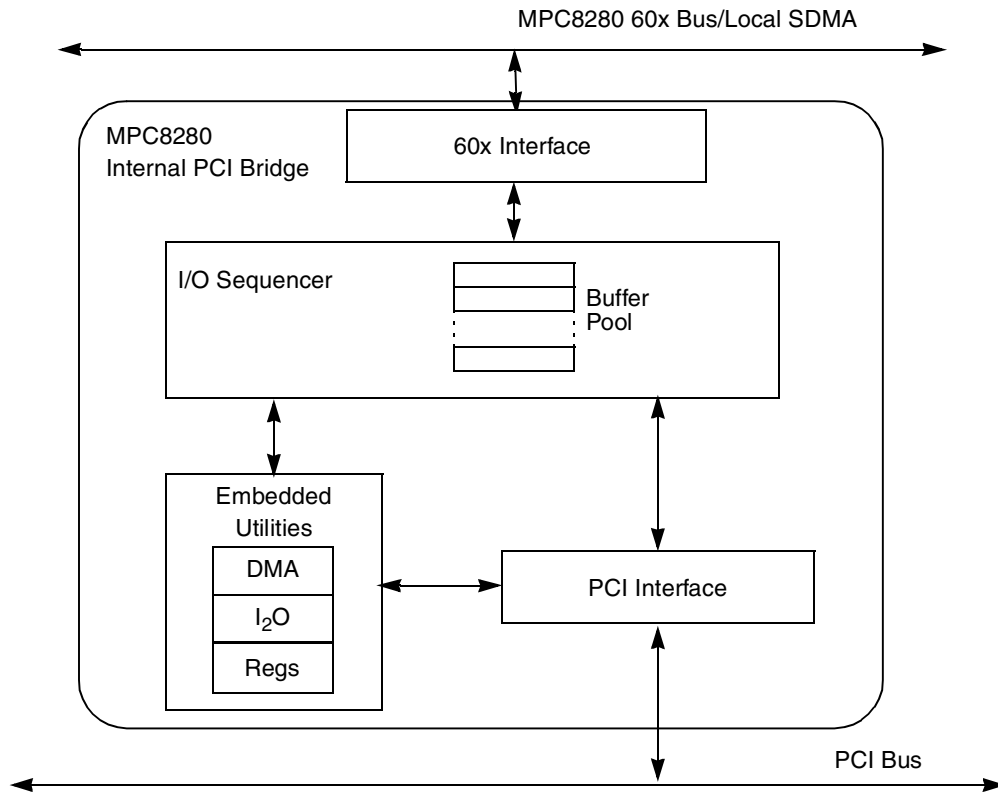 MPC8280 60x Bus/Local SDMA
MPC8280
Internal PCI Bridge
60x Interface
I/O Sequencer
Buffer
Pool
Embedded
Utilities
DMA
I₂O
Regs
PCI Interface
PCI Bus